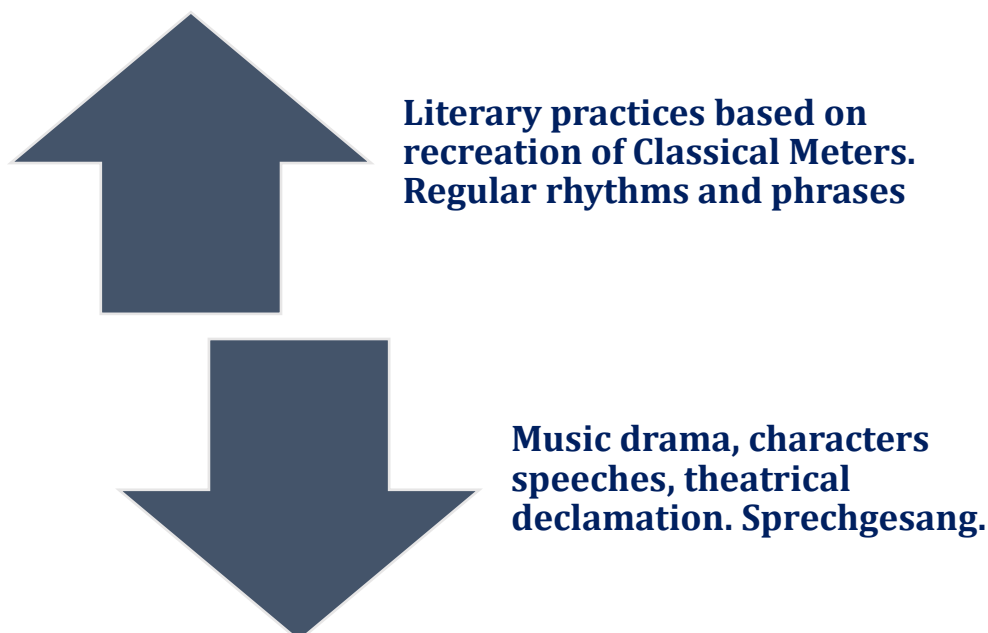 Literary practices based on
recreation of Classical Meters.
Regular rhythms and phrases
Music drama, characters
speeches, theatrical
declamation. Sprechgesang.